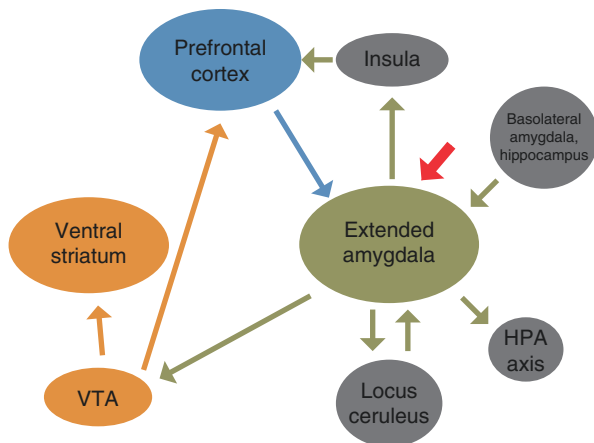 Prefrontal
cortex
Insula
Basolateral
amygdala,
hippocampus
Ventral
striatum
Extended
amygdala
HPA
axis
VTA
Locus
ceruleus